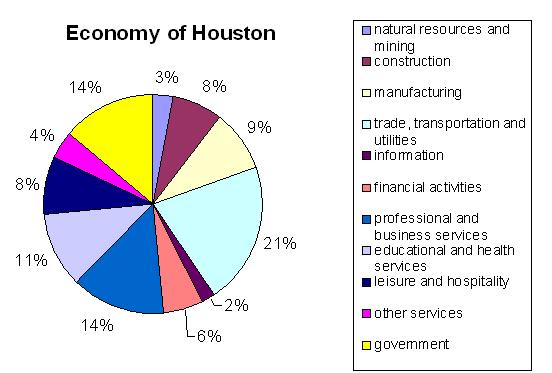 Economy of Houston
3%
8%
9%
21%
2%
6%
14%
11%
8%
4%
14%
natural resources and
mining
construction
manufacturing
trade, transportation and
utilities
information
financial activities
professional and
business services
educational and health
services
leisure and hospitality
other services
government